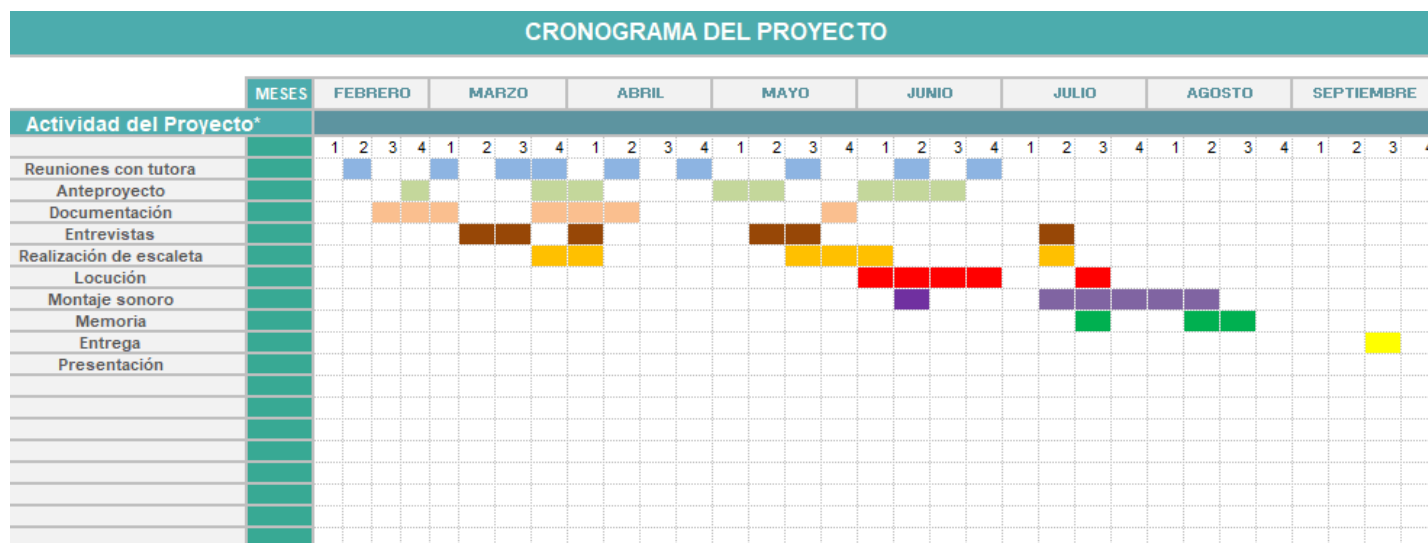 CRONOGRAMA DEL PROYECTO
MESES FEBRERO MARZO ABRIL MAYO JUNIO JULIO AGOSTO SEPTIEMBRE
Actividad del Proyecto*
1 2 3 4 1 2 3 4 1 2 3 4 1 2 3 4 1 2 3 4 1 2 3 4 1 2 3 4 1 2 3 4
Reuniones con tutora
Anteproyecto
Documentación
Entrevistas
Realización de escaleta
Locución
Montaje sonoro
Memoria
Entrega
Presentación